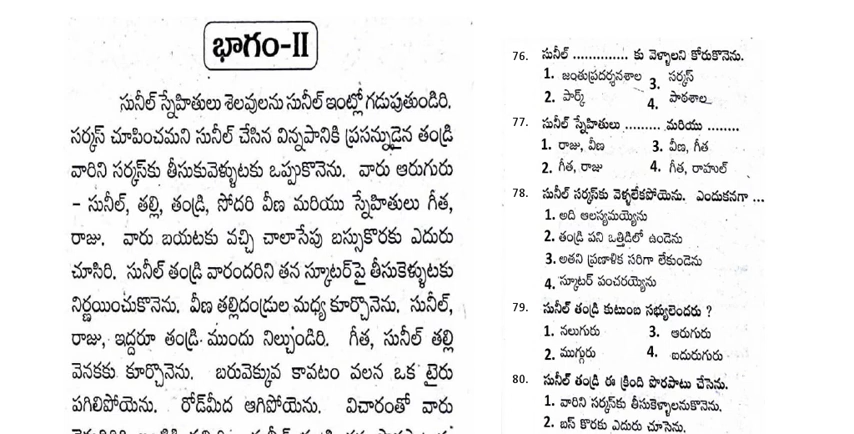 భాగం-II
సునీల్ స్నేహితులు శెలవులను సునీల్ ఇంట్లో గడుపుతుండిరి.
సర్కస్ చూపించమని సునీల్ చేసిన విన్నపానికి ప్రసన్నుడైన తండ్రి
వారిని సర్కస్‌కు తీసుకువెళ్ళుటకు ఒప్పుకొనెను. వారు ఆరుగురు
- సునీల్, తల్లి, తండ్రి, సోదరి వీణ మరియు స్నేహితులు గీత,
రాజు. వారు బయటకు వచ్చి చాలాసేపు బస్సుకొరకు ఎదురు
చూసిరి. సునీల్ తండ్రి వారందరిని తన స్కూటర్‌పై తీసుకెళ్ళుటకు
నిర్ణయించుకొనెను. వీణ తల్లిదండ్రుల మధ్య కూర్చొనెను. సునీల్,
రాజు, ఇద్దరూ తండ్రి ముందు నిల్చుండిరి. గీత, సునీల్ తల్లి
వెనకకు కూర్చొనెను. బరువెక్కువ కావటం వలన ఒక టైరు
పగిలిపోయెను. రోడ్‌మీద ఆగిపోయెను. విచారంతో వారు
76. సునీల్ .............. కు వెళ్ళాలని కోరుకొనెను.
1. జంతుప్రదర్శనశాల 3. సర్కస్
2. పార్క్ 4. పాఠశాల
77. సునీల్ స్నేహితులు .......... మరియు ........
1. రాజు, వీణ 3. వీణ, గీత
2. గీత, రాజు 4. గీత, రాహుల్
78. సునీల్ సర్కస్‌కు వెళ్ళలేకపోయెను. ఎందుకనగా ...
1. అది ఆలస్యమయ్యెను
2. తండ్రి పని ఒత్తిడిలో ఉండెను
3. అతని ప్రణాళిక సరిగా లేకుండెను
4. స్కూటర్ పంచరయ్యెను
79. సునీల్ తండ్రి కుటుంబ సభ్యులెందరు ?
1. నలుగురు 3. ఆరుగురు
2. ముగ్గురు 4. ఐదురుగురు
80. సునీల్ తండ్రి ఈ క్రింది పొరపాటు చేసెను.
1. వారిని సర్కస్‌కు తీసుకెళ్ళాలనుకొనెను.
2. బస్ కొరకు ఎదురు చూసెను.